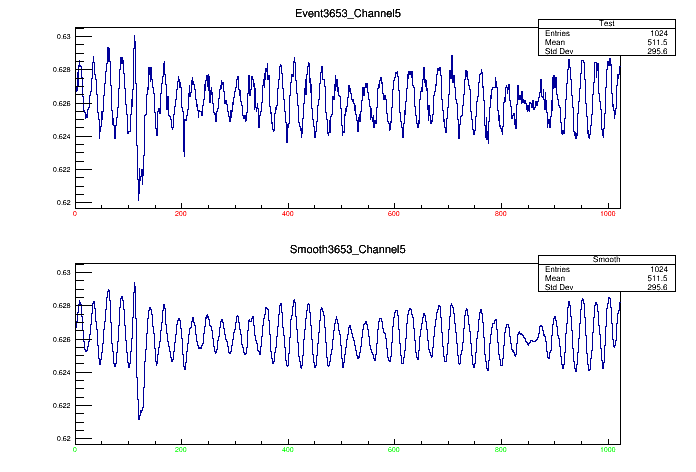 Event3653_Channel5
Test
Entries 1024
Mean 511.5
Std Dev 295.6
0.63
0.628
0.626
0.624
0.622
0.62
0 200 400 600 800 1000
Smooth3653_Channel5
Smooth
Entries 1024
Mean 511.5
Std Dev 295.6
0.63
0.628
0.626
0.624
0.622
0.62
0 200 400 600 800 1000